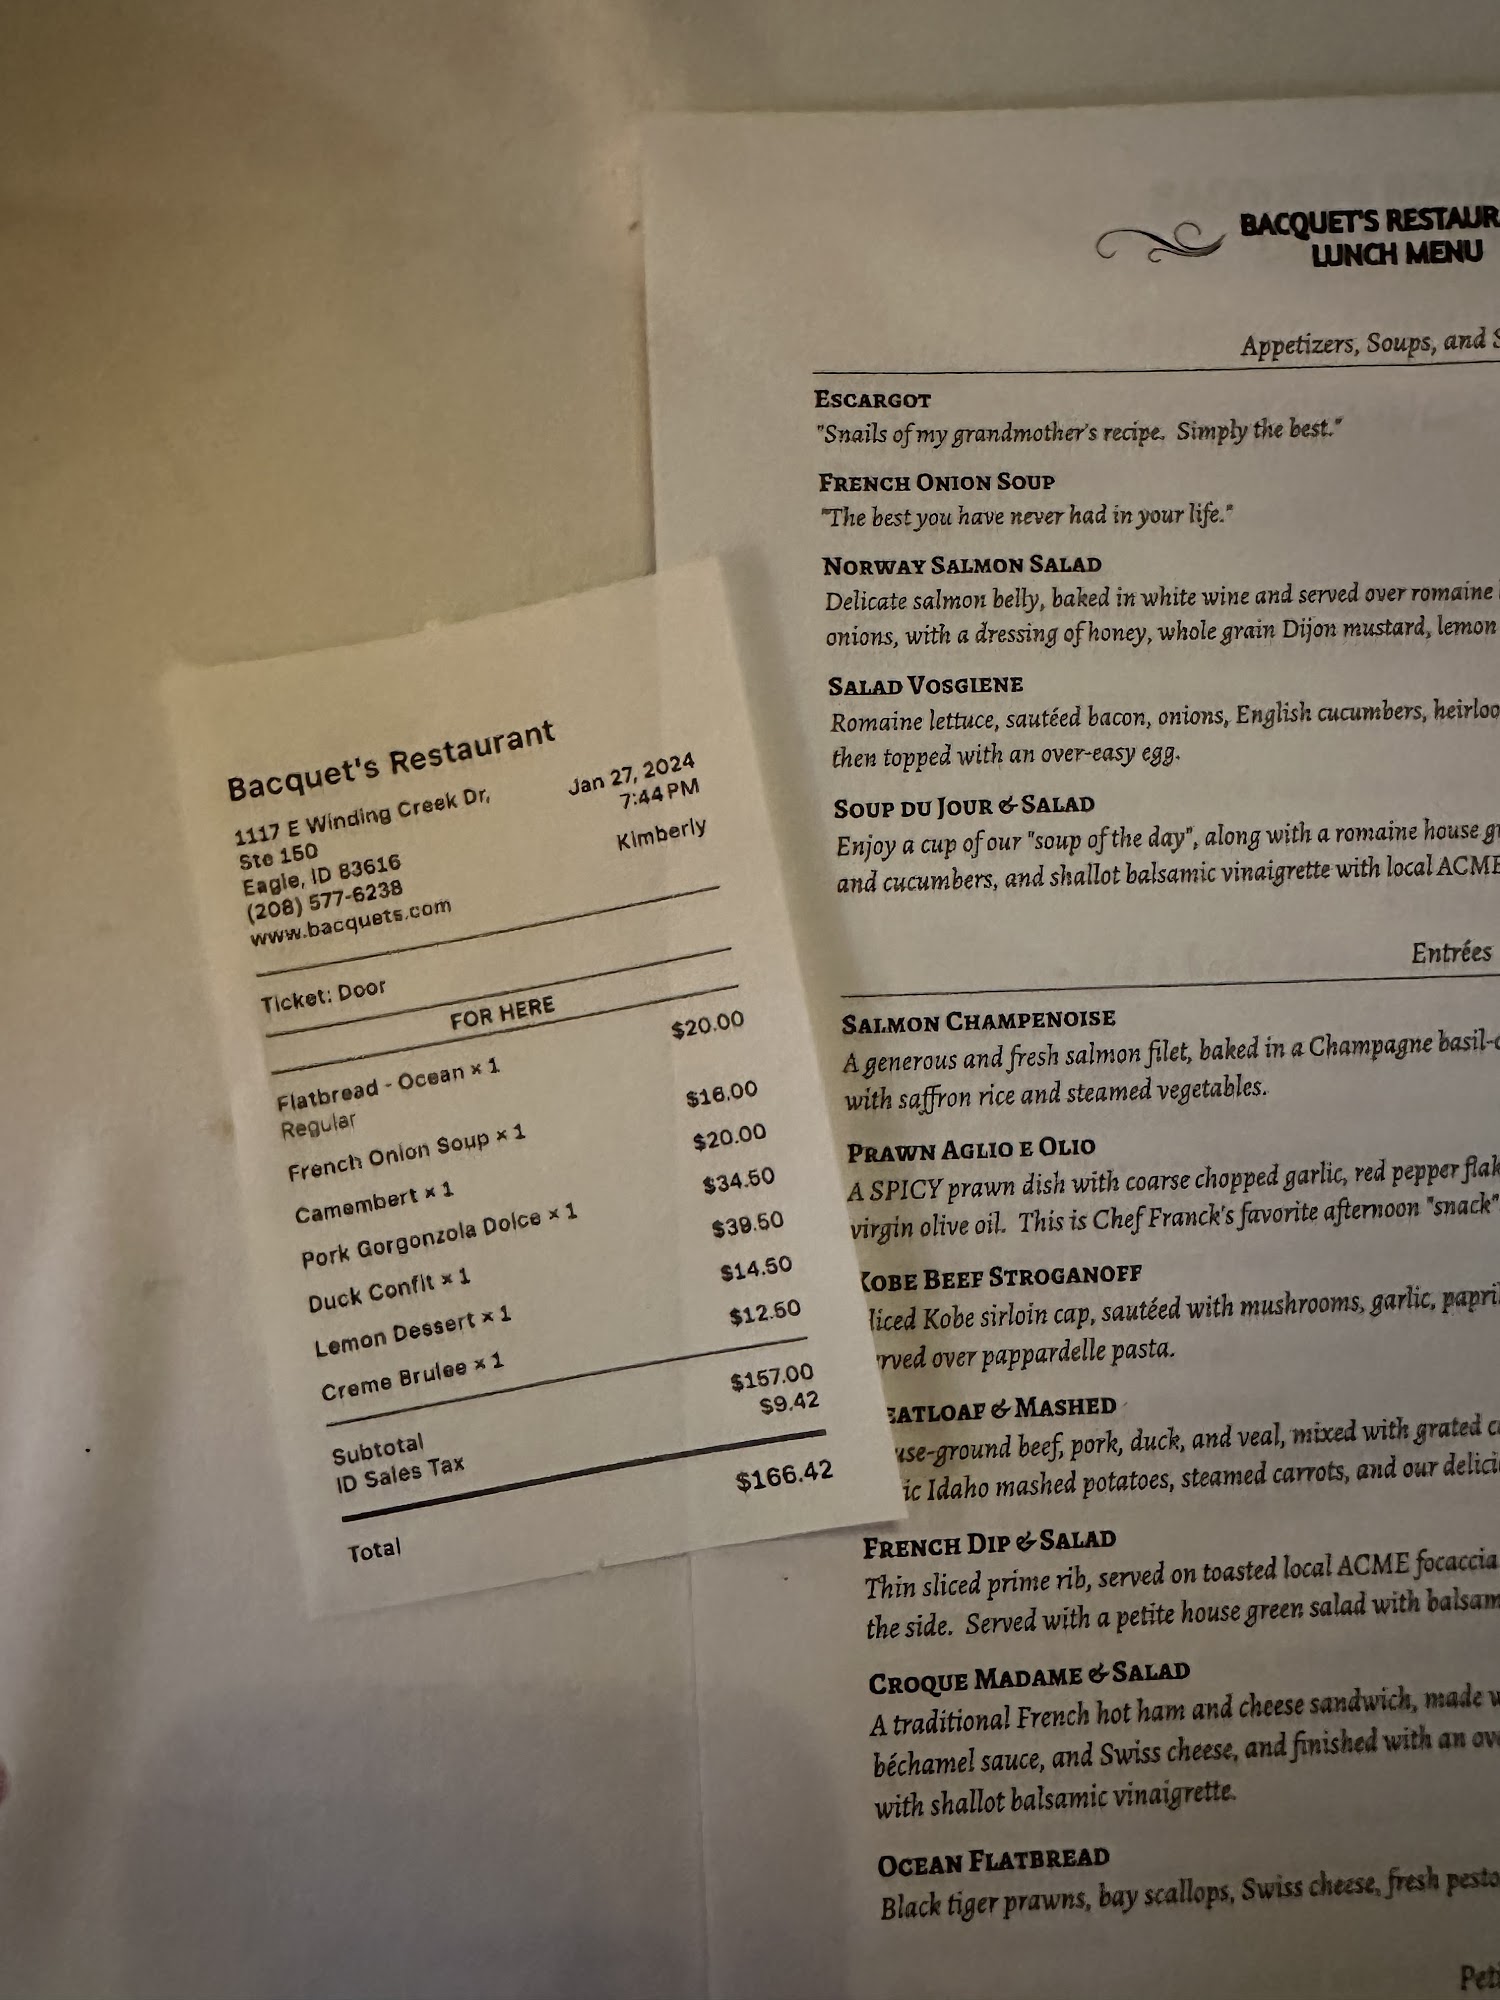 Bacquet's Restaurant
1117 E Winding Creek Dr,
Ste 150
Eagle, ID 83616
(208) 577-6238
www.bacquets.com
Jan 27, 2024
7:44 PM
Kimberly
Ticket: Door
FOR HERE
Flatbread - Ocean × 1 $20.00
Regular
French Onion Soup × 1 $16.00
Camembert × 1 $20.00
Pork Gorgonzola Dolce × 1 $34.50
Duck Confit × 1 $39.50
Lemon Dessert × 1 $14.50
Creme Brulee × 1 $12.50
Subtotal $157.00
ID Sales Tax $9.42
Total $166.42
BACQUET'S RESTAUR
LUNCH MENU
Appetizers, Soups, and S
ESCARGOT
"Snails of my grandmother's recipe. Simply the best."
FRENCH ONION SOUP
"The best you have never had in your life."
NORWAY SALMON SALAD
Delicate salmon belly, baked in white wine and served over romaine
onions, with a dressing of honey, whole grain Dijon mustard, lemon
SALAD VOSGIENE
Romaine lettuce, sautéed bacon, onions, English cucumbers, heirloo
then topped with an over-easy egg.
SOUP DU JOUR & SALAD
Enjoy a cup of our "soup of the day", along with a romaine house g
and cucumbers, and shallot balsamic vinaigrette with local ACME
Entrées
SALMON CHAMPENOISE
A generous and fresh salmon filet, baked in a Champagne basil-
with saffron rice and steamed vegetables.
PRAWN AGLIO E OLIO
A SPICY prawn dish with coarse chopped garlic, red pepper flak
virgin olive oil. This is Chef Franck's favorite afternoon "snack"
KOBE BEEF STROGANOFF
liced Kobe sirloin cap, sautéed with mushrooms, garlic, papri
rved over pappardelle pasta.
EATLOAF & MASHED
use-ground beef, pork, duck, and veal, mixed with grated c
ic Idaho mashed potatoes, steamed carrots, and our delici
FRENCH DIP & SALAD
Thin sliced prime rib, served on toasted local ACME focaccia
the side. Served with a petite house green salad with balsam
CROQUE MADAME & SALAD
A traditional French hot ham and cheese sandwich, made w
béchamel sauce, and Swiss cheese, and finished with an ov
with shallot balsamic vinaigrette.
OCEAN FLATBREAD
Black tiger prawns, bay scallops, Swiss cheese, fresh pesto
Peti